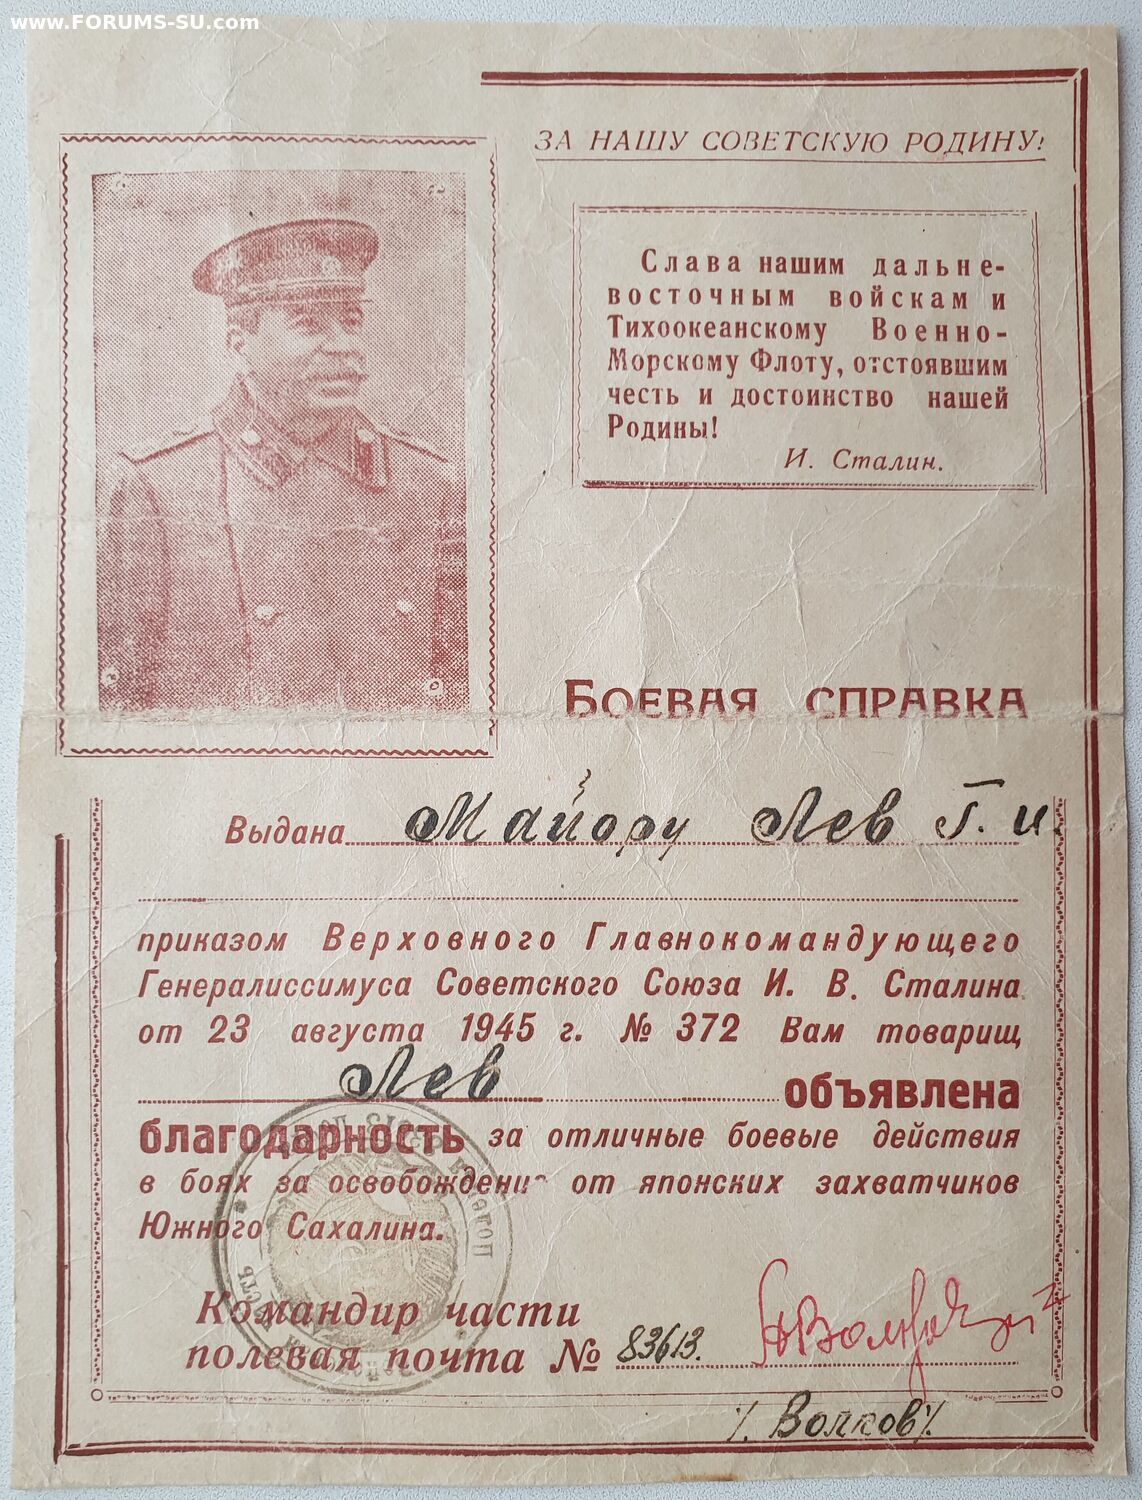 www.FORUMS-SU.com
ЗА НАШУ СОВЕТСКУЮ РОДИНУ!
Слава нашим дальне-
восточным войскам и
Тихоокеанскому Военно-
Морскому Флоту, отстоявшим
честь и достоинство нашей
Родины!
И. Сталин.
БОЕВАЯ СПРАВКА
Выдана Майору Лев Г. И.
приказом Верховного Главнокомандующего
Генералиссимуса Советского Союза И. В. Сталина
от 23 августа 1945 г. № 372 Вам товарищ
Лев объявлена
благодарность за отличные боевые действия
в боях за освобождение от японских захватчиков
Южного Сахалина.
Командир части
полевая почта № 83613.
/. Волков/.